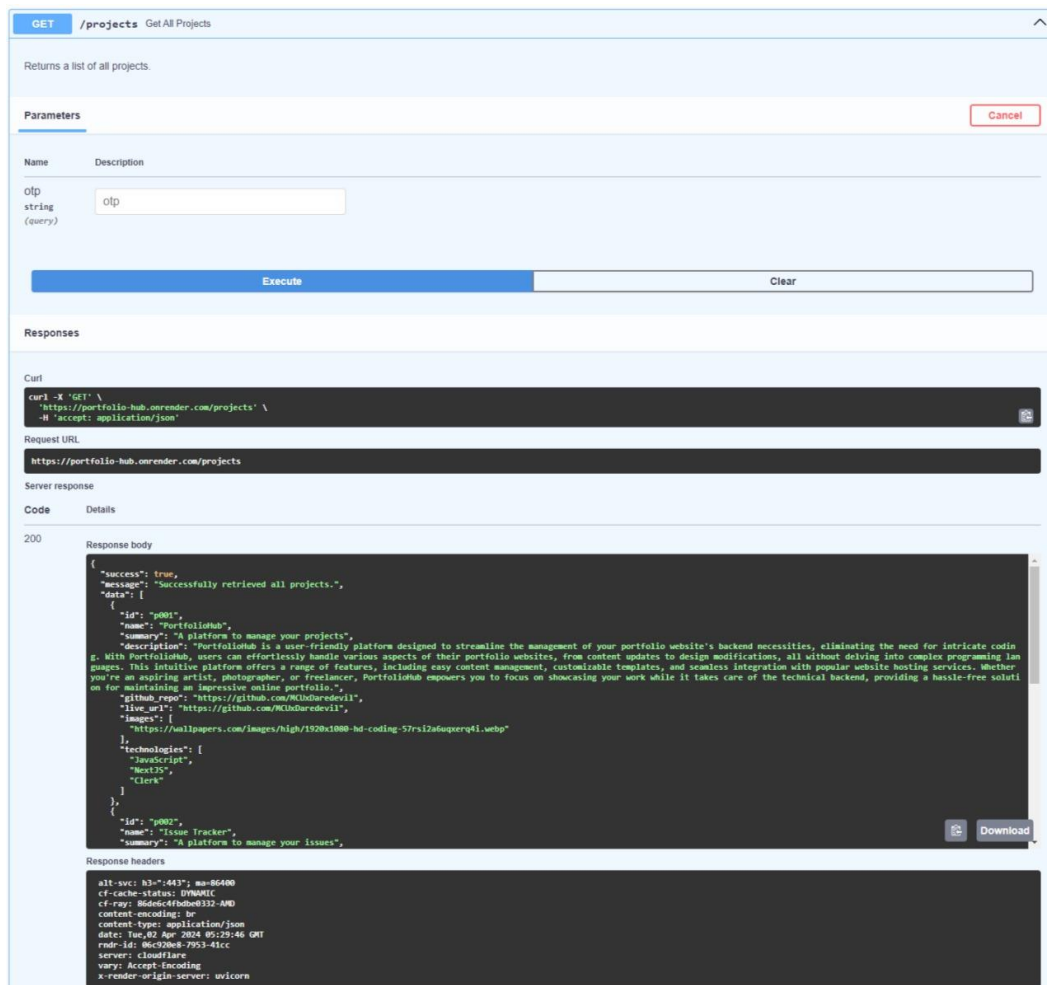 GET /projects Get All Projects
Returns a list of all projects.
Parameters
Cancel
Name Description
otp
string
(query)
otp
Execute
Clear
Responses
Curl
curl -X 'GET' \
'https://portfolio-hub.onrender.com/projects' \
-H 'accept: application/json'
Request URL
https://portfolio-hub.onrender.com/projects
Server response
Code Details
200
Response body
{
"success": true,
"message": "Successfully retrieved all projects.",
"data": [
{
"id": "p001",
"name": "PortfolioHub",
"summary": "A platform to manage your projects",
"description": "PortfolioHub is a user-friendly platform designed to streamline the management of your portfolio website's backend necessities, eliminating the need for intricate codin
g. With PortfolioHub, users can effortlessly handle various aspects of their portfolio websites, from content updates to design modifications, all without delving into complex programming lan
guages. This intuitive platform offers a range of features, including easy content management, customizable templates, and seamless integration with popular website hosting services. Whether
you're an aspiring artist, photographer, or freelancer, PortfolioHub empowers you to focus on showcasing your work while it takes care of the technical backend, providing a hassle-free soluti
on for maintaining an impressive online portfolio.",
"github_repo": "https://github.com/MCUxDaredevil",
"live_url": "https://github.com/MCUxDaredevil",
"images": [
"https://wallpapers.com/images/high/1920x1080-hd-coding-57rsi2a6uqxerq4i.webp"
],
"technologies": [
"JavaScript",
"NextJS",
"Clerk"
]
},
{
"id": "p002",
"name": "Issue Tracker",
"summary": "A platform to manage your issues",
Download
Response headers
alt-svc: h3=":443"; ma=86400
cf-cache-status: DYNAMIC
cf-ray: 86de6c4fbdbe0332-AMD
content-encoding: br
content-type: application/json
date: Tue,02 Apr 2024 05:29:46 GMT
rndr-id: 06c920e8-7953-41cc
server: cloudflare
vary: Accept-Encoding
x-render-origin-server: uvicorn